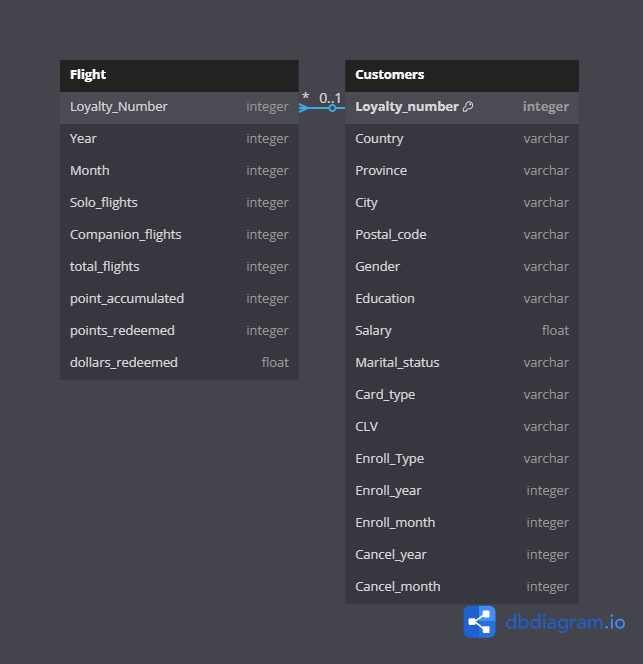 Flight
Loyalty_Number integer
Year integer
Month integer
Solo_flights integer
Companion_flights integer
total_flights integer
point_accumulated integer
points_redeemed integer
dollars_redeemed float
* 0..1
Customers
Loyalty_number integer
Country varchar
Province varchar
City varchar
Postal_code varchar
Gender varchar
Education varchar
Salary float
Marital_status varchar
Card_type varchar
CLV varchar
Enroll_Type varchar
Enroll_year integer
Enroll_month integer
Cancel_year integer
Cancel_month integer
dbdiagram.io